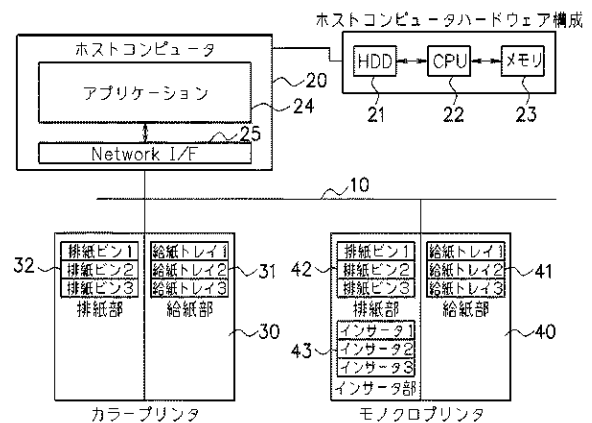 ホストコンピュータハードウェア構成
HDD
CPU
メモリ
21
22
23
ホストコンピュータ
20
アプリケーション
24
25
Network I/F
10
32
排紙ビン1
排紙ビン2
排紙ビン3
排紙部
給紙トレイ1
給紙トレイ2
給紙トレイ3
給紙部
31
30
カラープリンタ
42
排紙ビン1
排紙ビン2
排紙ビン3
排紙部
給紙トレイ1
給紙トレイ2
給紙トレイ3
給紙部
41
43
インサータ1
インサータ2
インサータ3
インサータ部
40
モノクロプリンタ